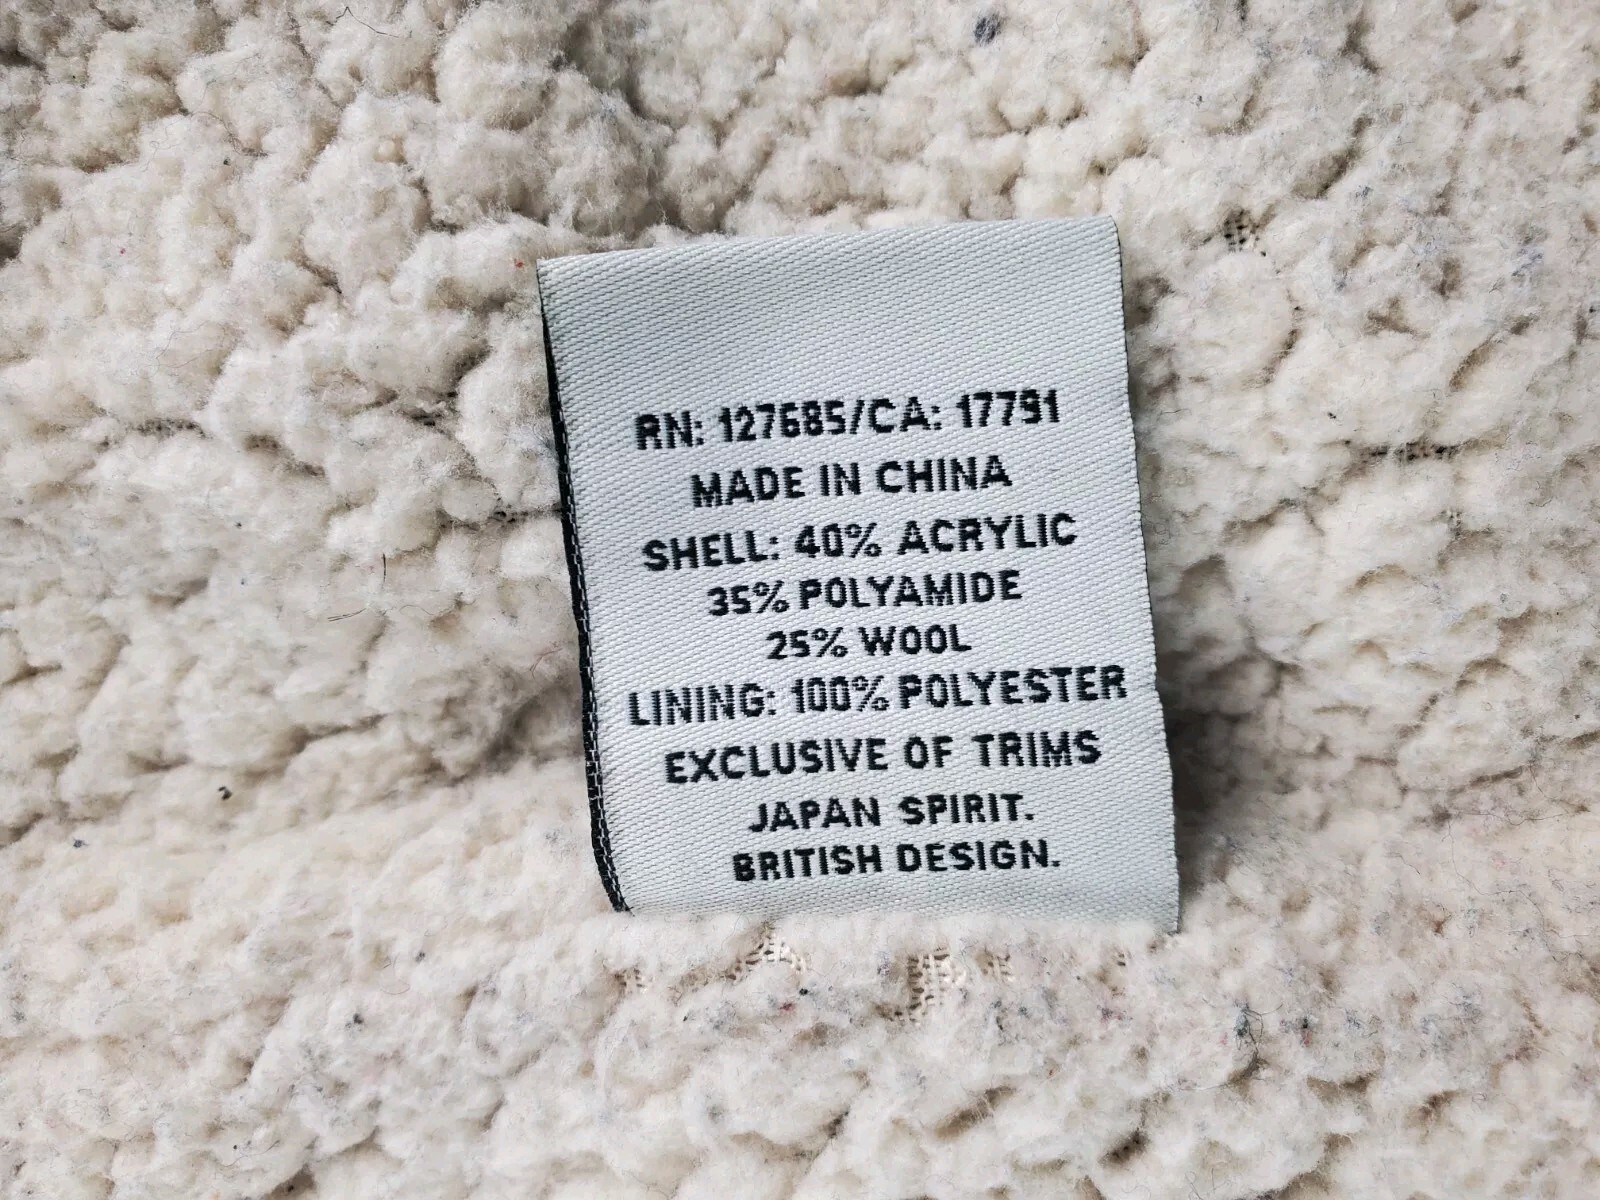 RN: 127685/CA: 17791
MADE IN CHINA
SHELL: 40% ACRYLIC
35% POLYAMIDE
25% WOOL
LINING: 100% POLYESTER
EXCLUSIVE OF TRIMS
JAPAN SPIRIT.
BRITISH DESIGN.